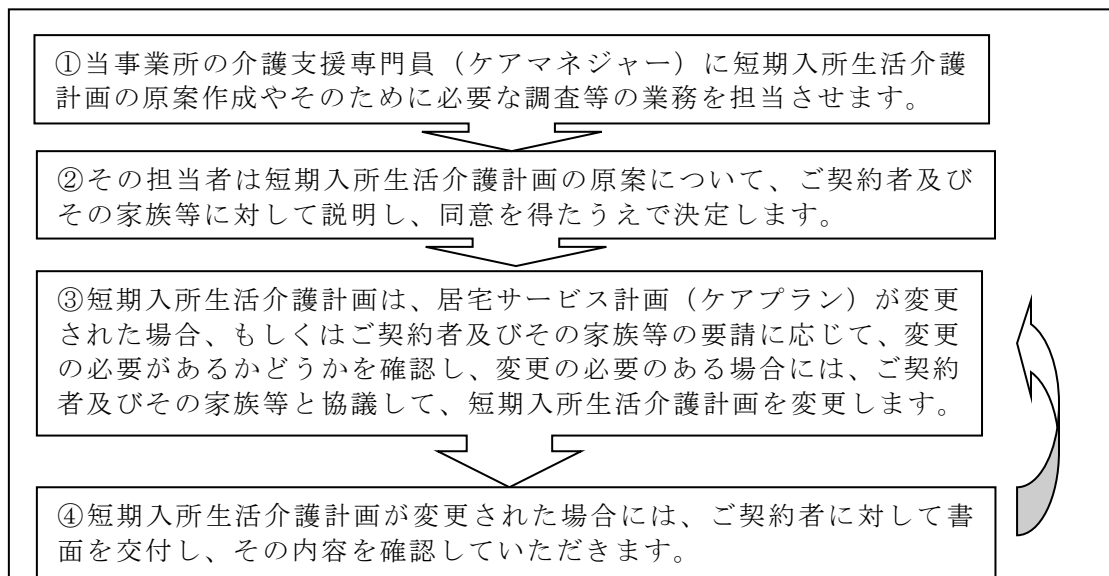 ①当事業所の介護支援専門員（ケアマネジャー）に短期入所生活介護
計画の原案作成やそのために必要な調査等の業務を担当させます。
②その担当者は短期入所生活介護計画の原案について、ご契約者及び
その家族等に対して説明し、同意を得たうえで決定します。
③短期入所生活介護計画は、居宅サービス計画（ケアプラン）が変更
された場合、もしくはご契約者及びその家族等の要請に応じて、変更
の必要があるかどうかを確認し、変更の必要のある場合には、ご契約
者及びその家族等と協議して、短期入所生活介護計画を変更します。
④短期入所生活介護計画が変更された場合には、ご契約者に対して書
面を交付し、その内容を確認していただきます。